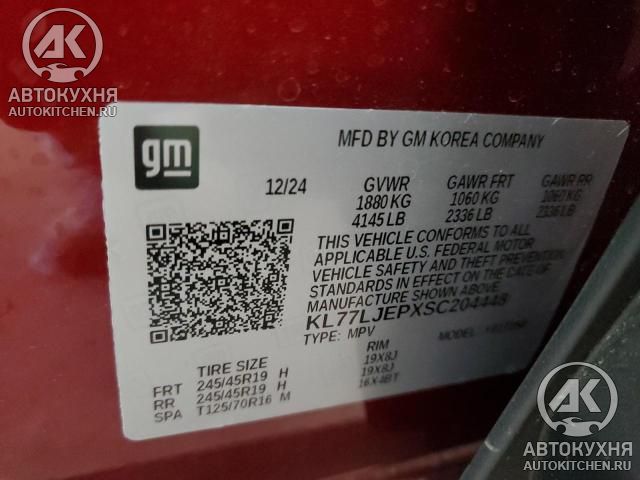 АК
АВТОКУХНЯ
AUTOKITCHEN.RU
gm
MFD BY GM KOREA COMPANY
12/24 GVWR GAWR FRT GAWR RR
1880 KG 1060 KG 1060 KG
4145 LB 2336 LB 2336 LB
THIS VEHICLE CONFORMS TO ALL
APPLICABLE U.S. FEDERAL MOTOR
VEHICLE SAFETY AND THEFT PREVENTION
STANDARDS IN EFFECT ON THE DATE OF
MANUFACTURE SHOWN ABOVE.
KL77LJEPXSC204448
TYPE: MPV MODEL:
TIRE SIZE RIM
FRT 245/45R19 H 19X8J
RR 245/45R19 H 19X8J
SPA T125/70R16 M 16X4BT
АК
АВТОКУХНЯ
AUTOKITCHEN.RU